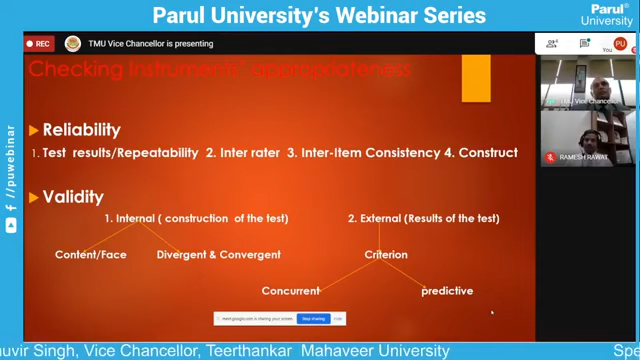 Parul University's Webinar Series
Parul®
University
REC
TMU Vice Chancellor is presenting
You
PU
Checking Instruments' appropriateness
Reliability
1. Test results/Repeatability 2. Inter rater 3. Inter-Item Consistency 4. Construct
Validity
1. Internal ( construction of the test)
2. External (Results of the test)
Content/Face
Divergent & Convergent
Criterion
Concurrent
predictive
meet.google.com is sharing your screen.
Stop sharing
Hide
TMU Vice Chancellor
RAMESH RAWAT
/puwebinar
uvir Singh, Vice Chancellor, Teerthankar Mahaveer University
Spe